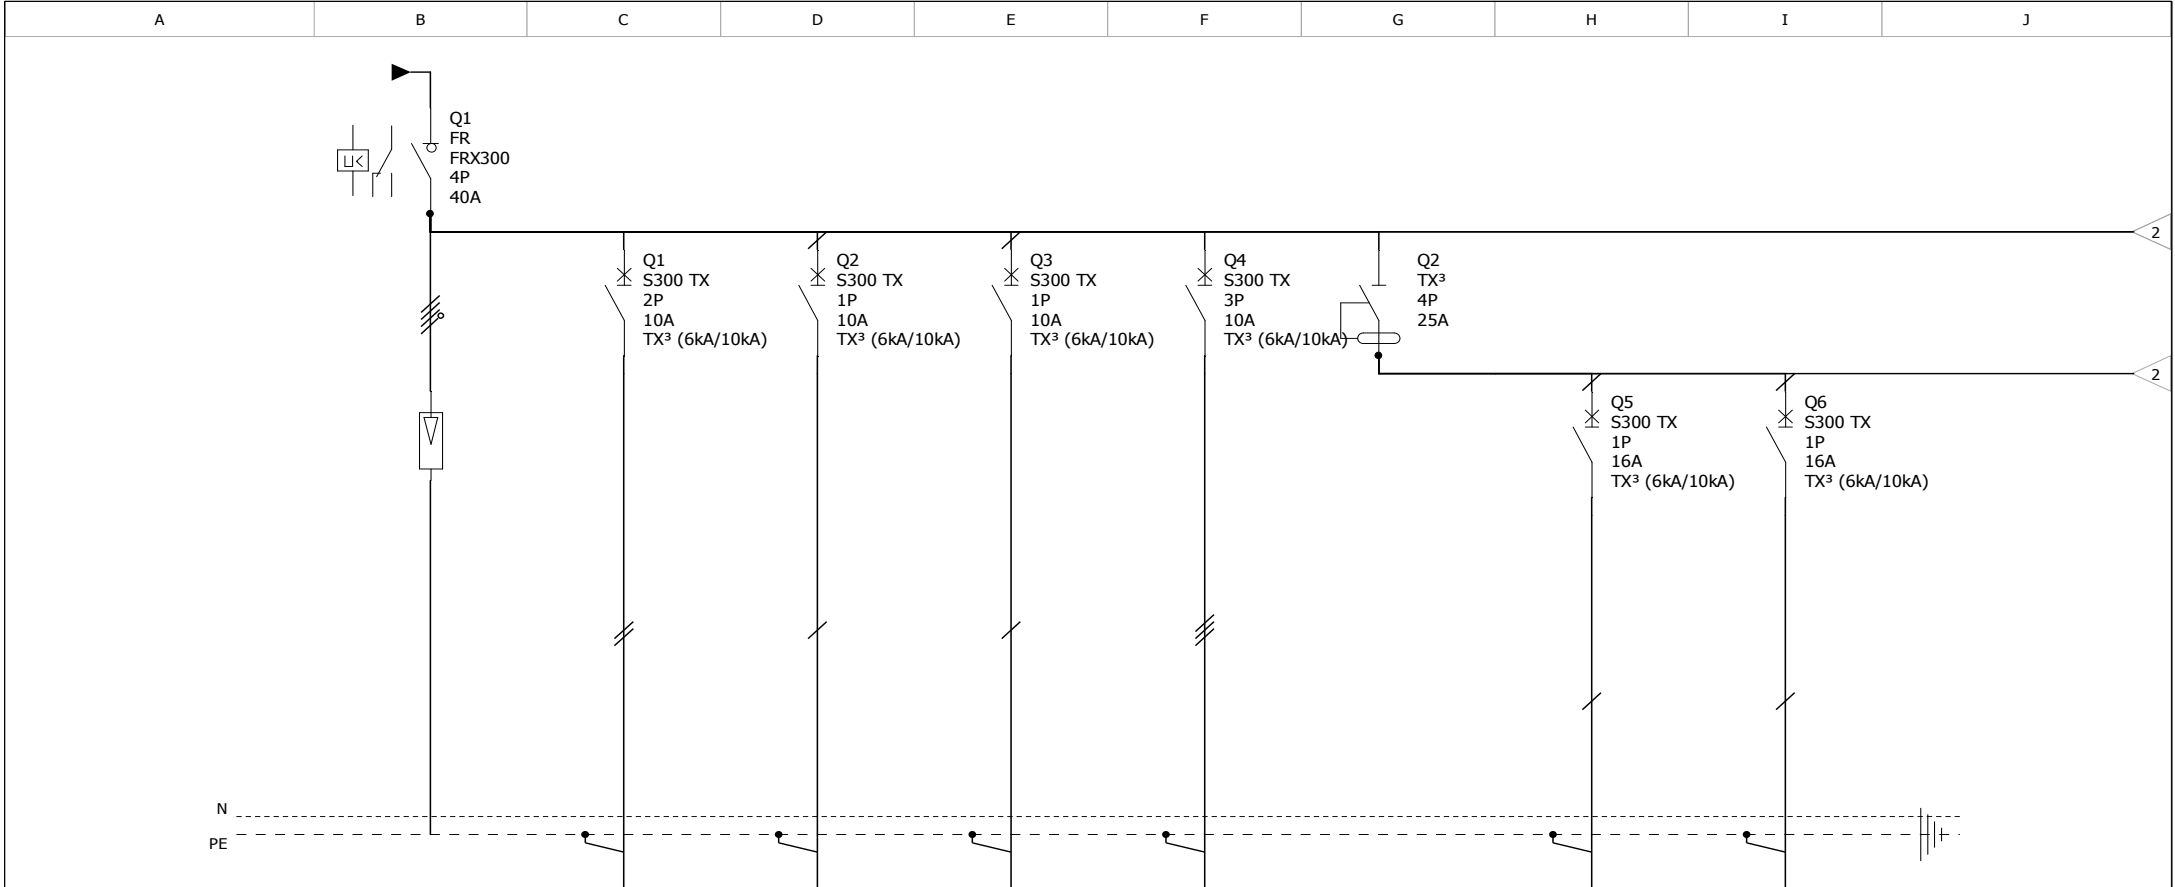 A B C D E F G H I J
Q1
FR
FRX300
4P
40A
U<
2
Q1
S300 TX
2P
10A
TX³ (6kA/10kA)
Q2
S300 TX
1P
10A
TX³ (6kA/10kA)
Q3
S300 TX
1P
10A
TX³ (6kA/10kA)
Q4
S300 TX
3P
10A
TX³ (6kA/10kA)
Q2
TX³
4P
25A
2
Q5
S300 TX
1P
16A
TX³ (6kA/10kA)
Q6
S300 TX
1P
16A
TX³ (6kA/10kA)
N
PE